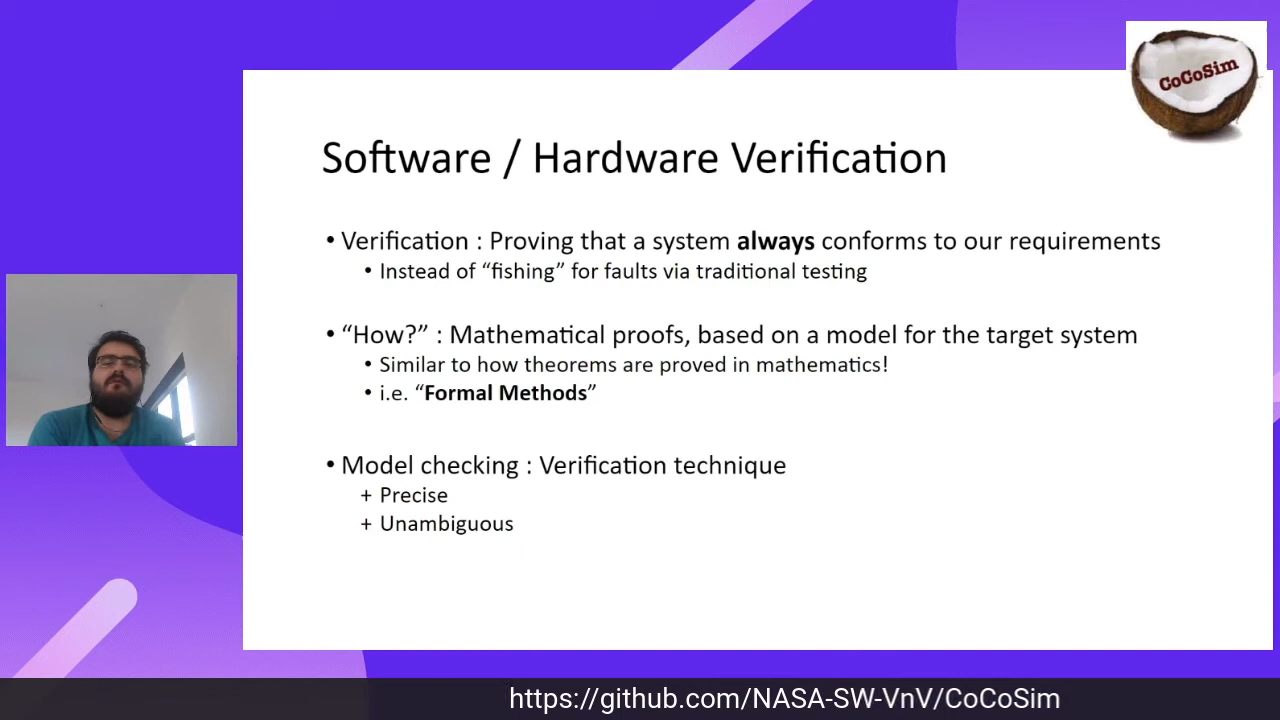 CoCoSim
Software / Hardware Verification
• Verification : Proving that a system always conforms to our requirements
• Instead of “fishing” for faults via traditional testing
• “How?” : Mathematical proofs, based on a model for the target system
• Similar to how theorems are proved in mathematics!
• i.e. “Formal Methods”
• Model checking : Verification technique
+ Precise
+ Unambiguous
https://github.com/NASA-SW-VnV/CoCoSim